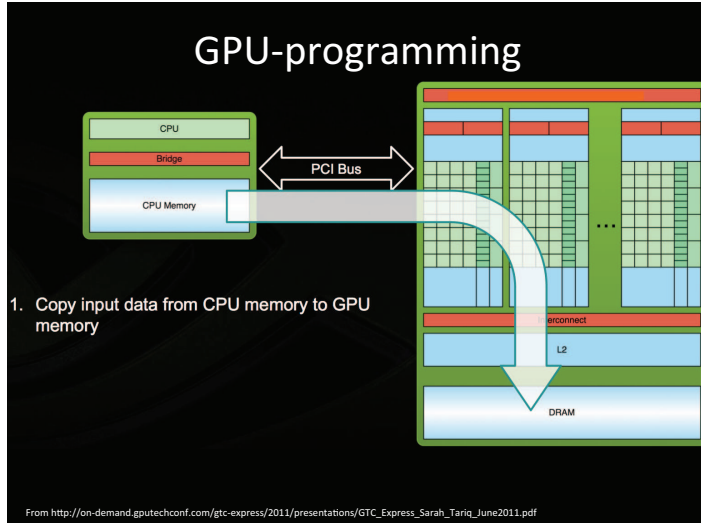 GPU-programming
CPU
Bridge
CPU Memory
PCI Bus
...
Interconnect
L2
DRAM
1. Copy input data from CPU memory to GPU
memory
From http://on-demand.gputechconf.com/gtc-express/2011/presentations/GTC_Express_Sarah_Tariq_June2011.pdf